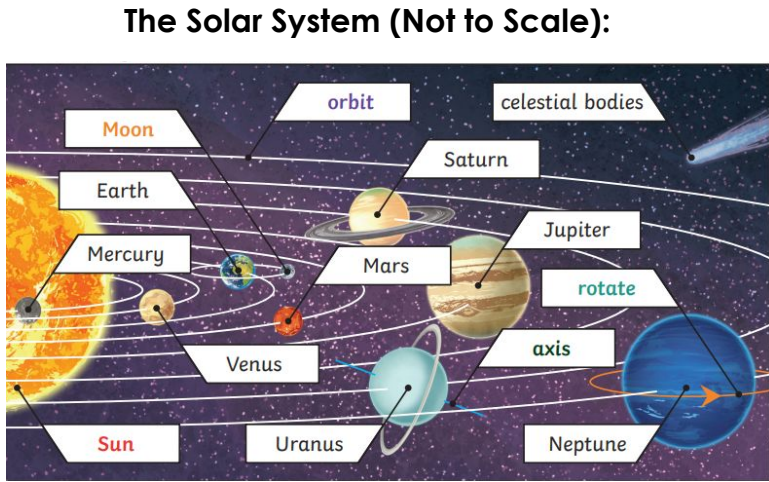 The Solar System (Not to Scale):
orbit
celestial bodies
Moon
Saturn
Earth
Jupiter
Mercury
Mars
rotate
Venus
axis
Sun
Uranus
Neptune